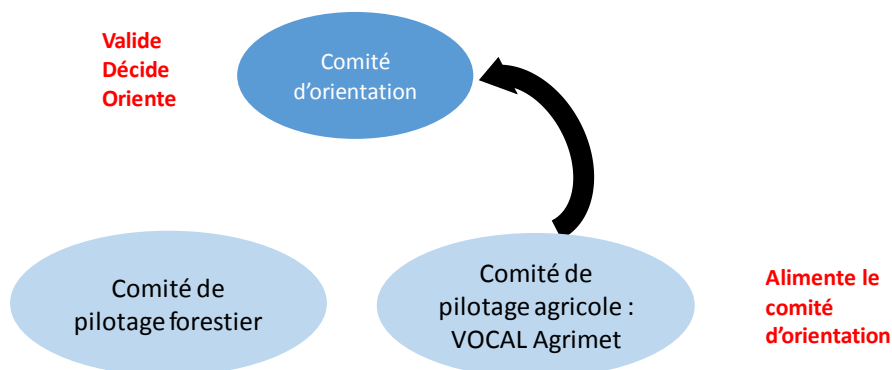 Valide
Décide
Oriente
Comité
d'orientation
Comité de
pilotage forestier
Comité de
pilotage agricole :
VOCAL Agrimet
Alimente le
comité
d'orientation